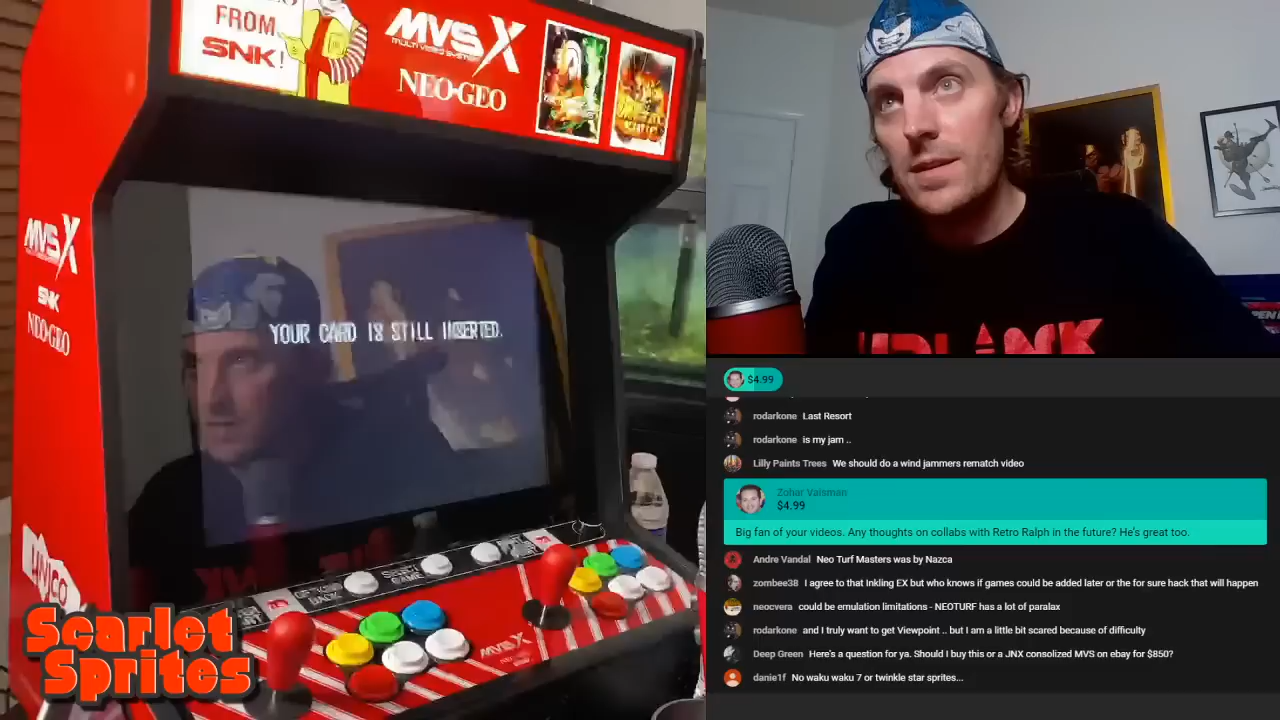 FROM
SNK!
MVSX
MULTI VIDEO SYSTEM
NEO·GEO
MVSX
SNK
NEO·GEO
YOUR CARD IS STILL INSERTED.
SELECT
GAME
MVSX
Scarlet
Sprites
$4.99
rodarkone Last Resort
rodarkone is my jam ..
Lilly Paints Trees We should do a wind jammers rematch video
Zohar Vaisman
$4.99
Big fan of your videos. Any thoughts on collabs with Retro Ralph in the future? He's great too.
Andre Vandal Neo Turf Masters was by Nazca
zombee38 I agree to that Inkling EX but who knows if games could be added later or the for sure hack that will happen
neocvera could be emulation limitations - NEOTURF has a lot of paralax
rodarkone and I truly want to get Viewpoint .. but I am a little bit scared because of difficulty
Deep Green Here's a question for ya. Should I buy this or a JNX consolized MVS on ebay for $850?
danie1f No waku waku 7 or twinkle star sprites...